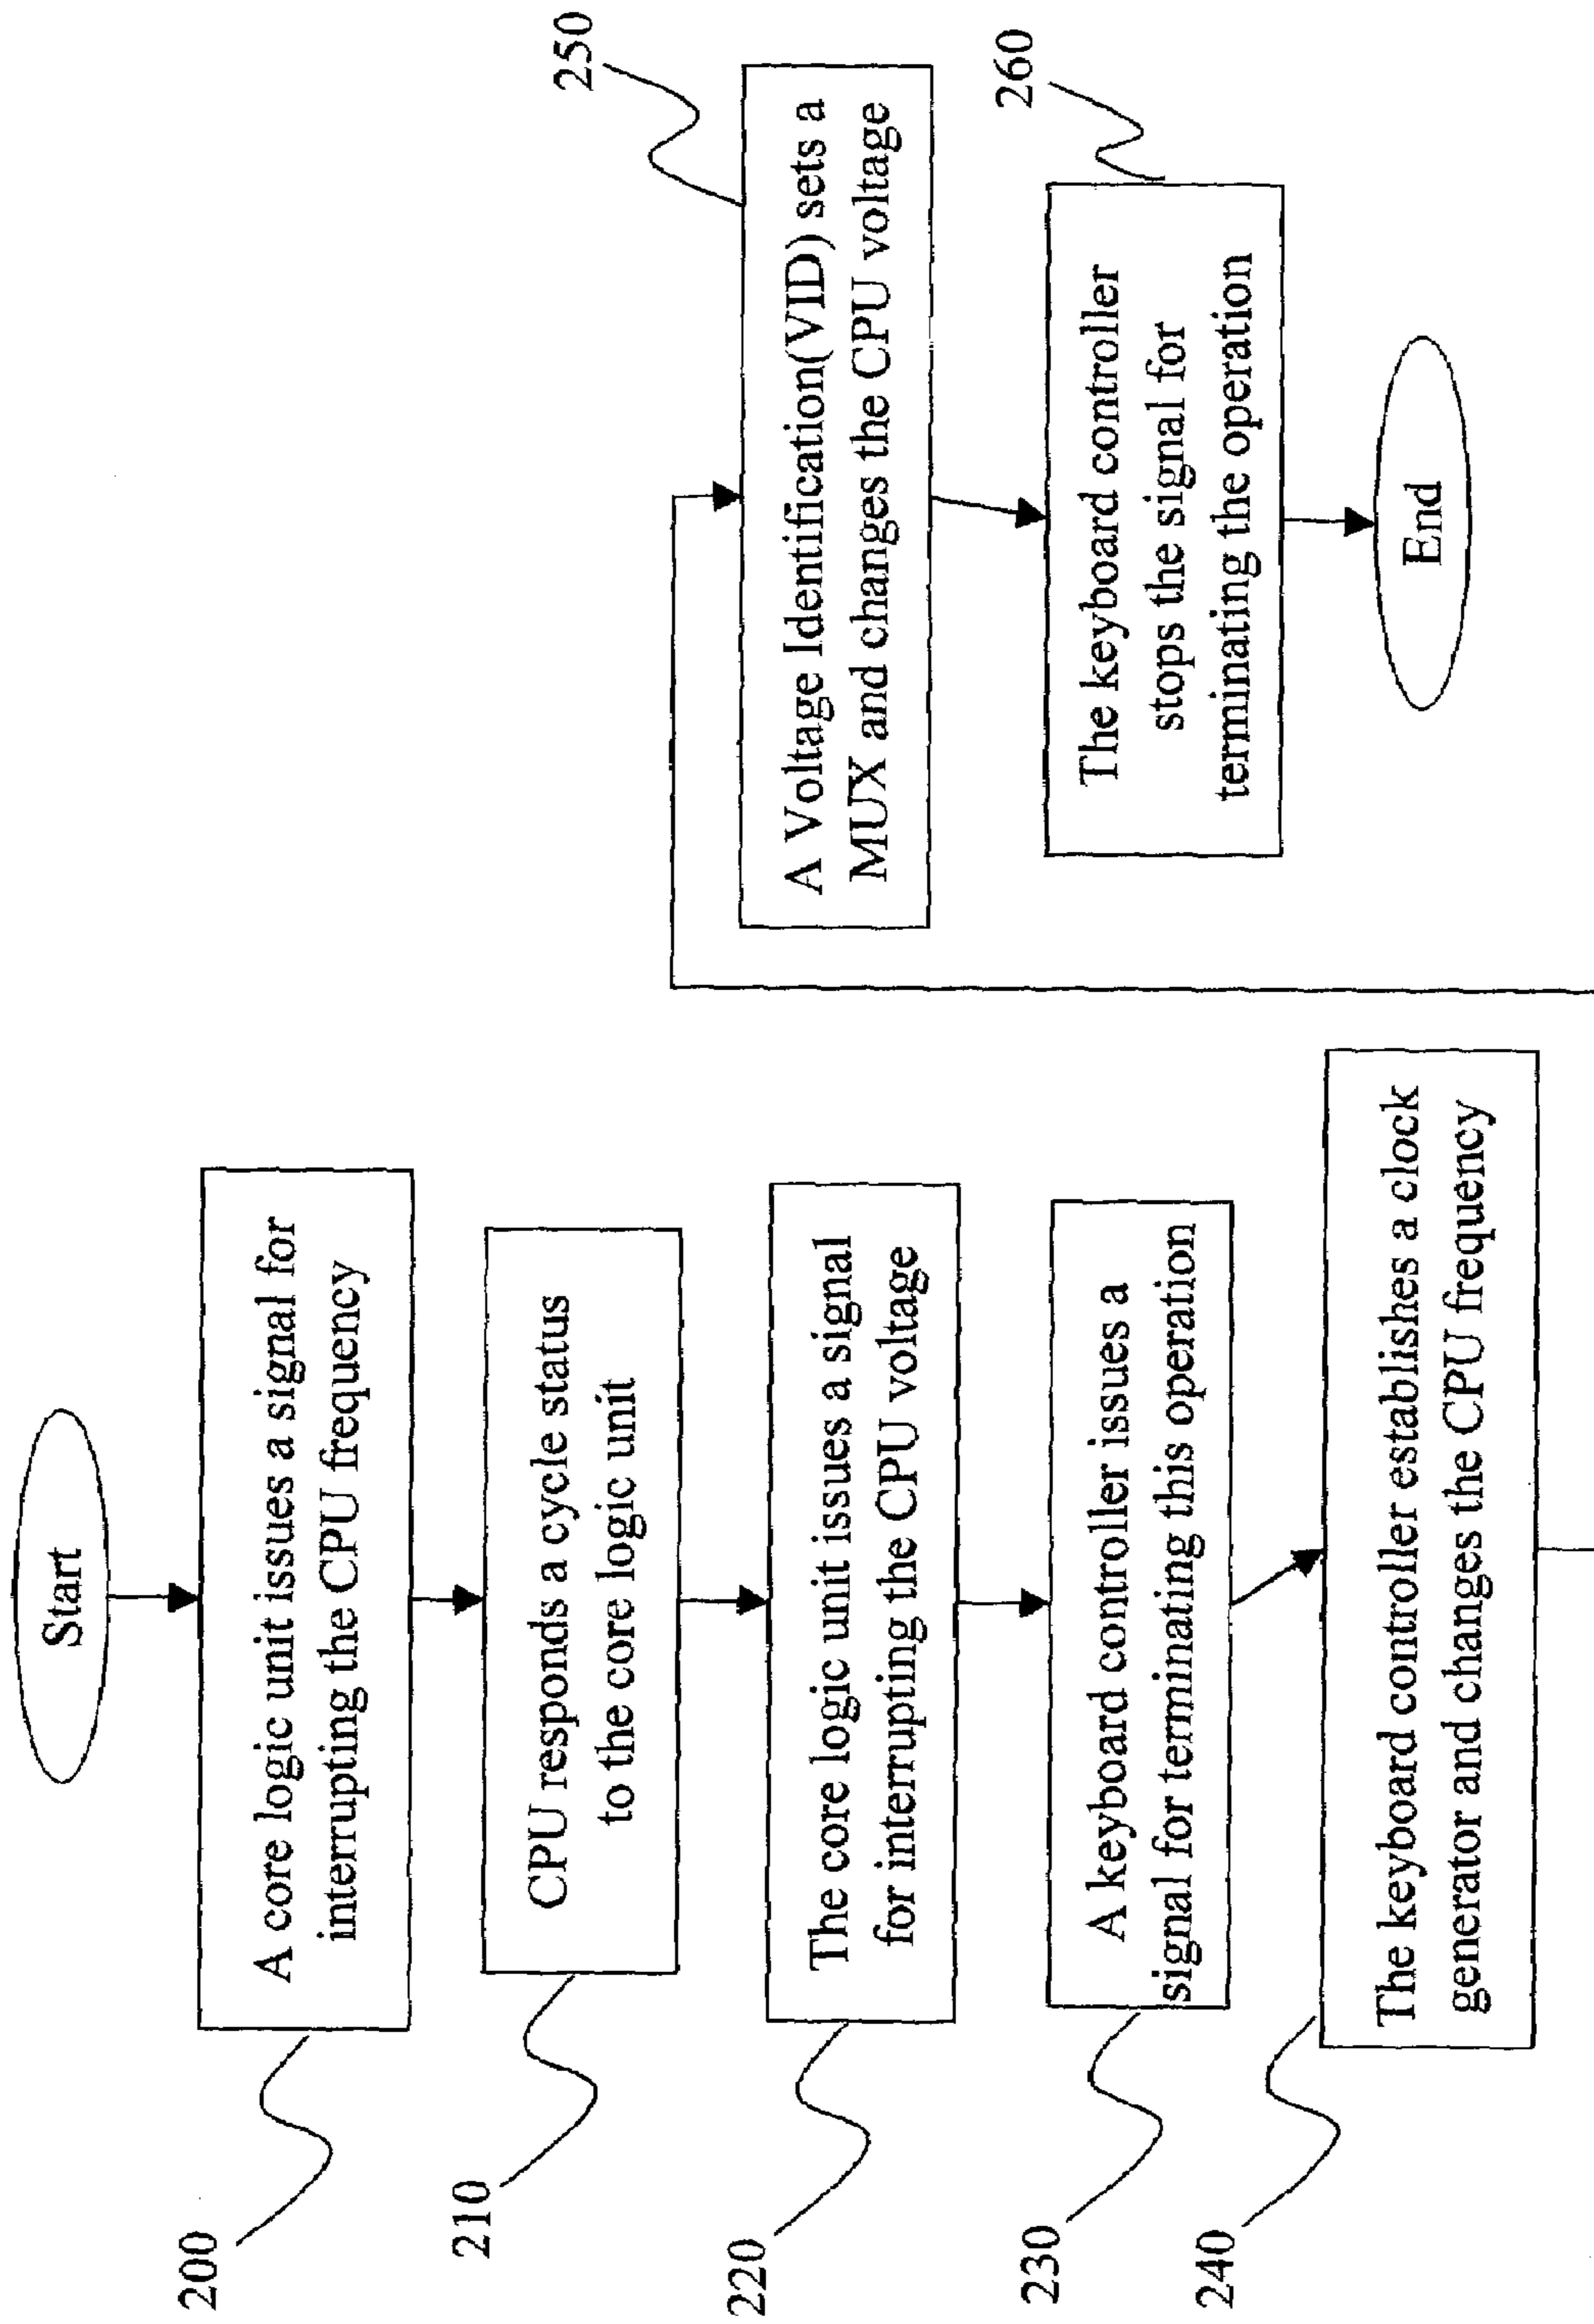 Start
200
A core logic unit issues a signal for
interrupting the CPU frequency
210
CPU responds a cycle status
to the core logic unit
220
The core logic unit issues a signal
for interrupting the CPU voltage
230
A keyboard controller issues a
signal for terminating this operation
240
The keyboard controller establishes a clock
generator and changes the CPU frequency
250
A Voltage Identification(VID) sets a
MUX and changes the CPU voltage
260
The keyboard controller
stops the signal for
terminating the operation
End